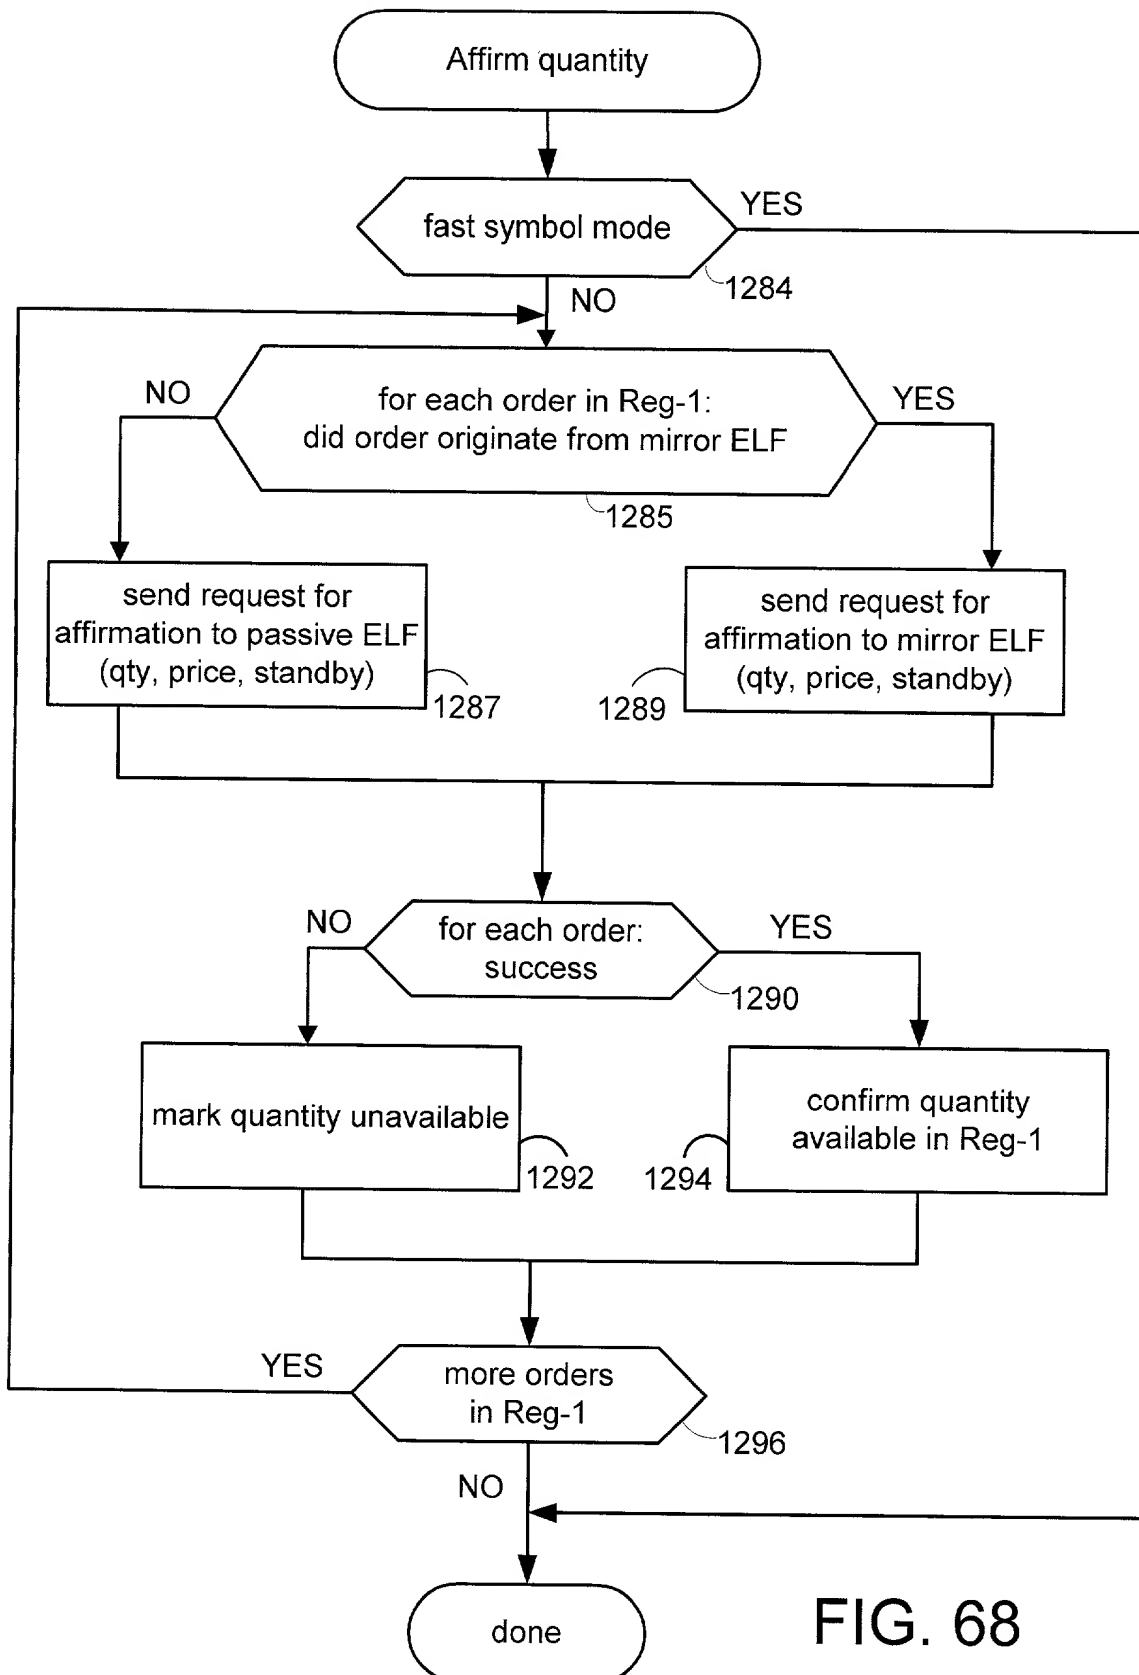 Affirm quantity
fast symbol mode
YES
1284
NO
NO
for each order in Reg-1:
did order originate from mirror ELF
YES
1285
send request for
affirmation to passive ELF
(qty, price, standby)
1287
send request for
affirmation to mirror ELF
(qty, price, standby)
1289
NO
for each order:
success
YES
1290
mark quantity unavailable
1292
confirm quantity
available in Reg-1
1294
YES
more orders
in Reg-1
1296
NO
done
FIG. 68